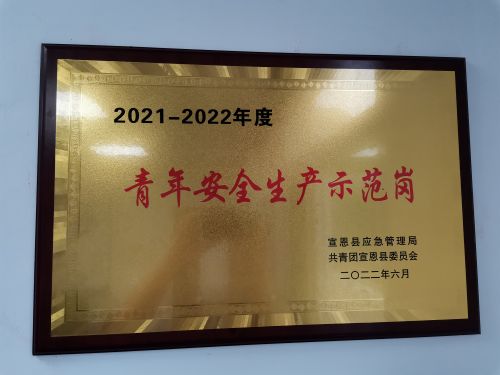 2021-2022年度
青年安全生产示范岗
宣恩县应急管理局
共青团宣恩县委员会
二〇二二年六月